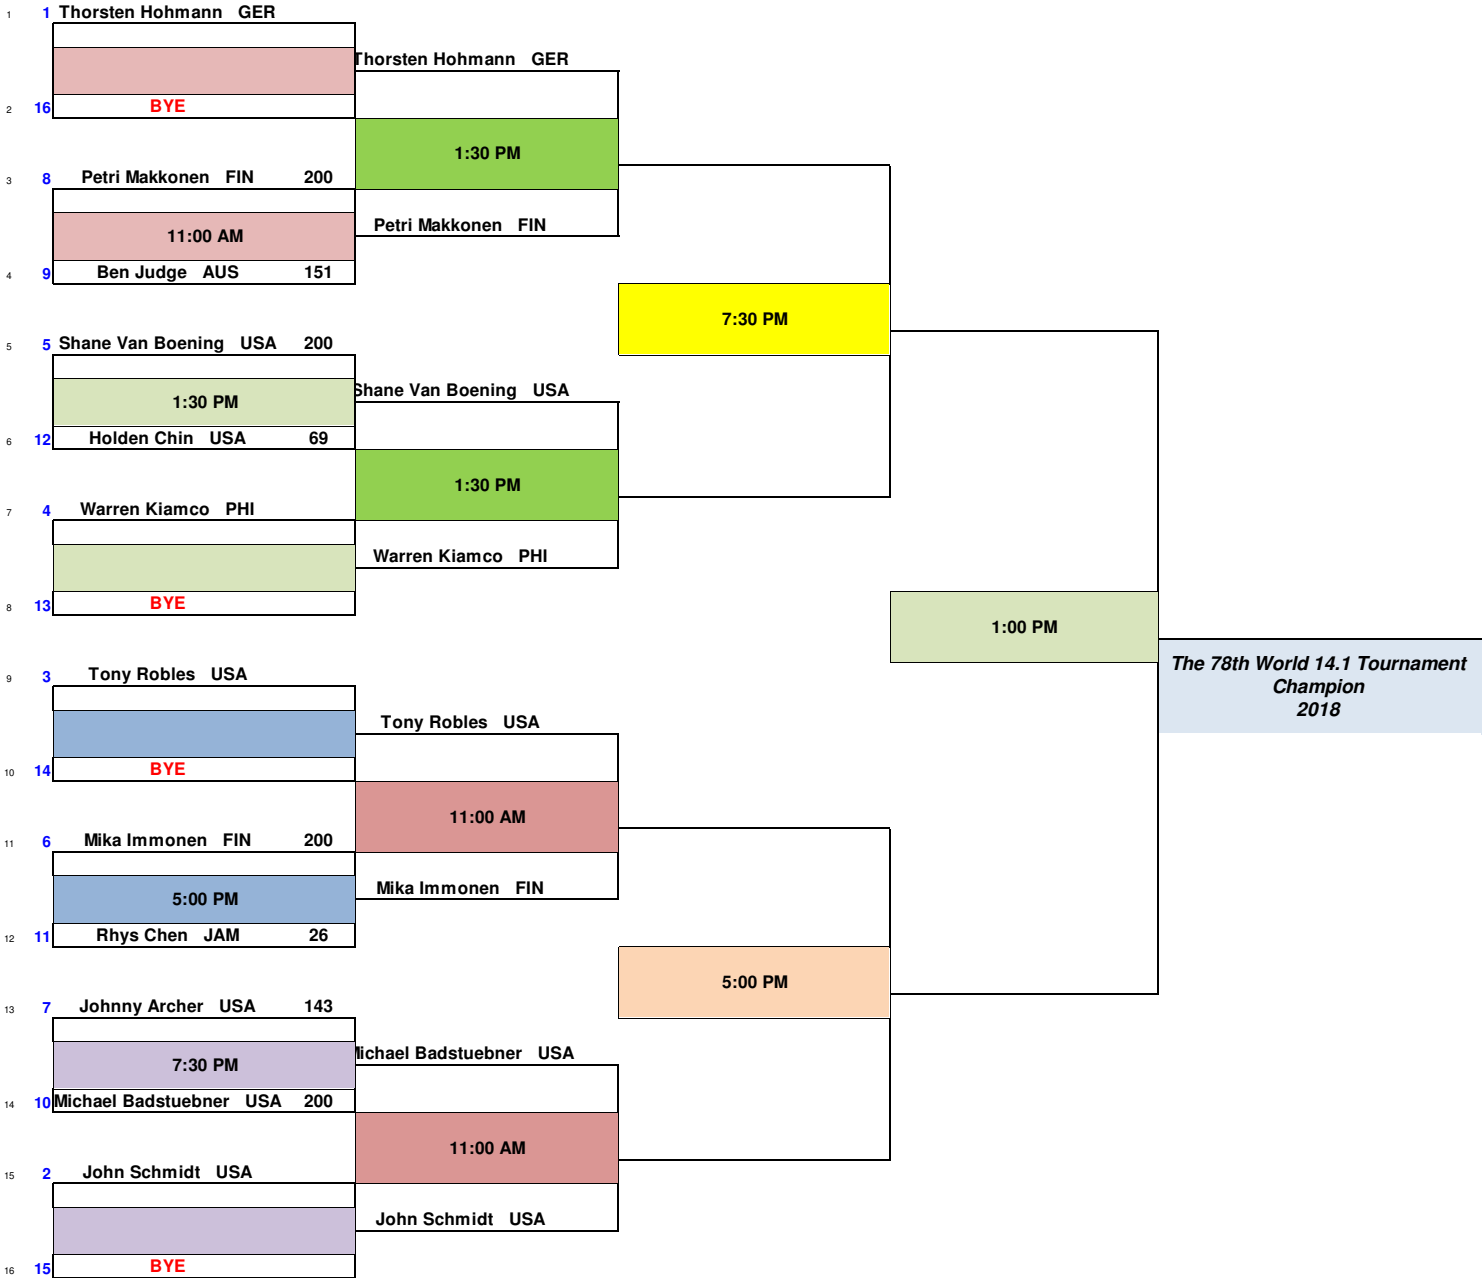 1 1 Thorsten Hohmann GER
Thorsten Hohmann GER
2 16 BYE
1:30 PM
3 8 Petri Makkonen FIN 200
Petri Makkonen FIN
11:00 AM
4 9 Ben Judge AUS 151
7:30 PM
5 5 Shane Van Boening USA 200
Shane Van Boening USA
1:30 PM
6 12 Holden Chin USA 69
1:30 PM
7 4 Warren Kiamco PHI
Warren Kiamco PHI
8 13 BYE
1:00 PM
The 78th World 14.1 Tournament
Champion
2018
9 3 Tony Robles USA
Tony Robles USA
10 14 BYE
11:00 AM
11 6 Mika Immonen FIN 200
Mika Immonen FIN
5:00 PM
12 11 Rhys Chen JAM 26
5:00 PM
13 7 Johnny Archer USA 143
Michael Badstuebner USA
7:30 PM
14 10 Michael Badstuebner USA 200
11:00 AM
15 2 John Schmidt USA
John Schmidt USA
16 15 BYE